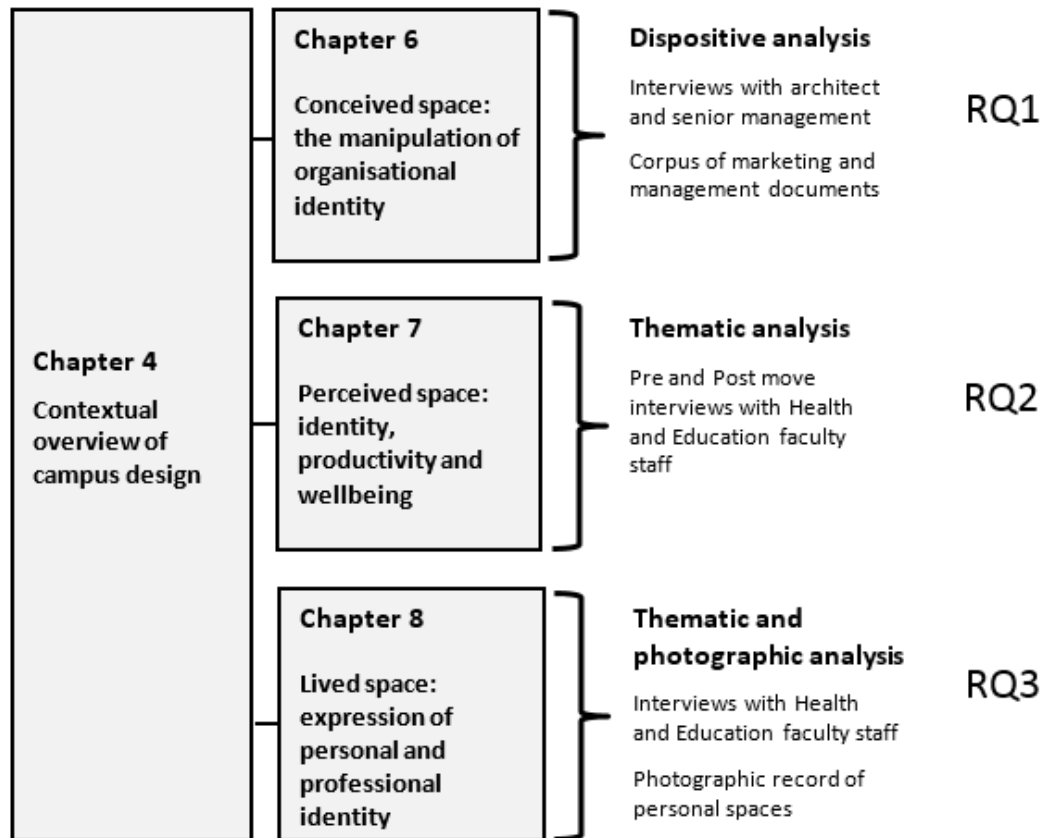 Chapter 4
Contextual
overview of
campus design
Chapter 6
Conceived space:
the manipulation of
organisational
identity
Dispositive analysis
Interviews with architect
and senior management
Corpus of marketing and
management documents
RQ1
Chapter 7
Perceived space:
identity,
productivity and
wellbeing
Thematic analysis
Pre and Post move
interviews with Health
and Education faculty
staff
RQ2
Chapter 8
Lived space:
expression of
personal and
professional
identity
Thematic and
photographic analysis
Interviews with Health
and Education faculty staff
Photographic record of
personal spaces
RQ3